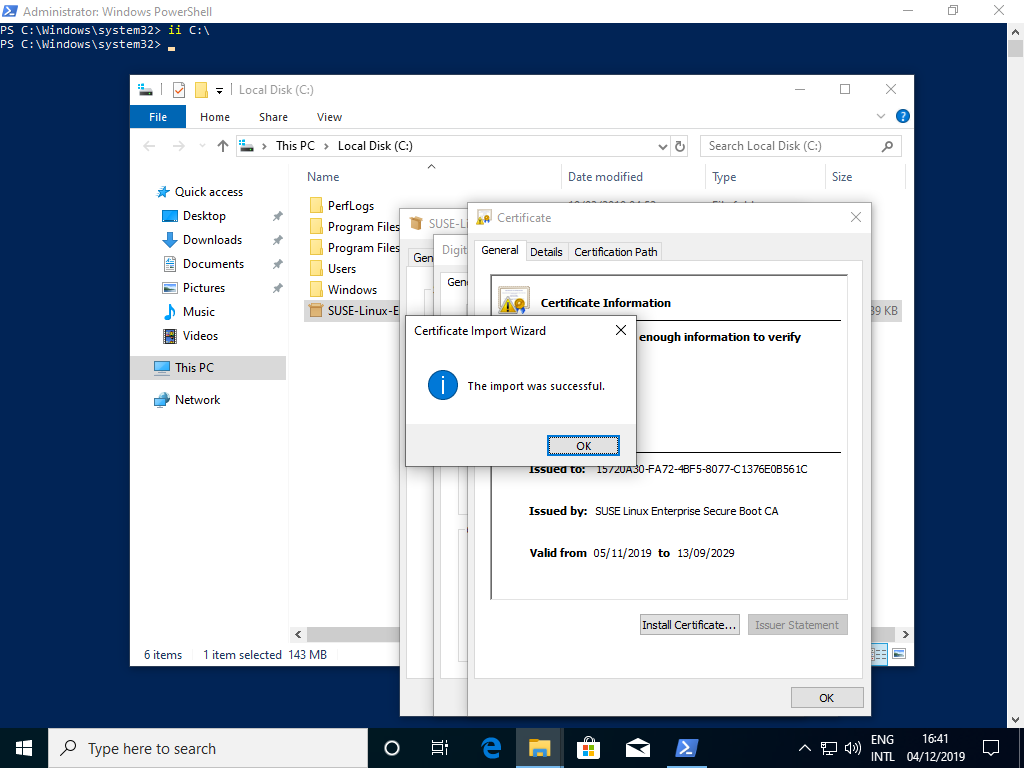 Administrator: Windows PowerShell
PS C:\Windows\system32> ii C:\
PS C:\Windows\system32>
Local Disk (C:)
File Home Share View
This PC > Local Disk (C:)
Search Local Disk (C:)
Name Date modified Type Size
Quick access
Desktop
Downloads
Documents
Pictures
Music
Videos
This PC
Network
PerfLogs
Program Files
Program Files
Users
Windows
SUSE-Linux-E
39 KB
6 items 1 item selected 143 MB
SUSE-Li
Gen
Digit
Gen
Certificate
General Details Certification Path
Certificate Information
enough information to verify
Issued to: 15720A30-FA72-4BF5-8077-C1376E0B561C
Issued by: SUSE Linux Enterprise Secure Boot CA
Valid from 05/11/2019 to 13/09/2029
Install Certificate... Issuer Statement
OK
Certificate Import Wizard
The import was successful.
OK
Type here to search
ENG
INTL
16:41
04/12/2019